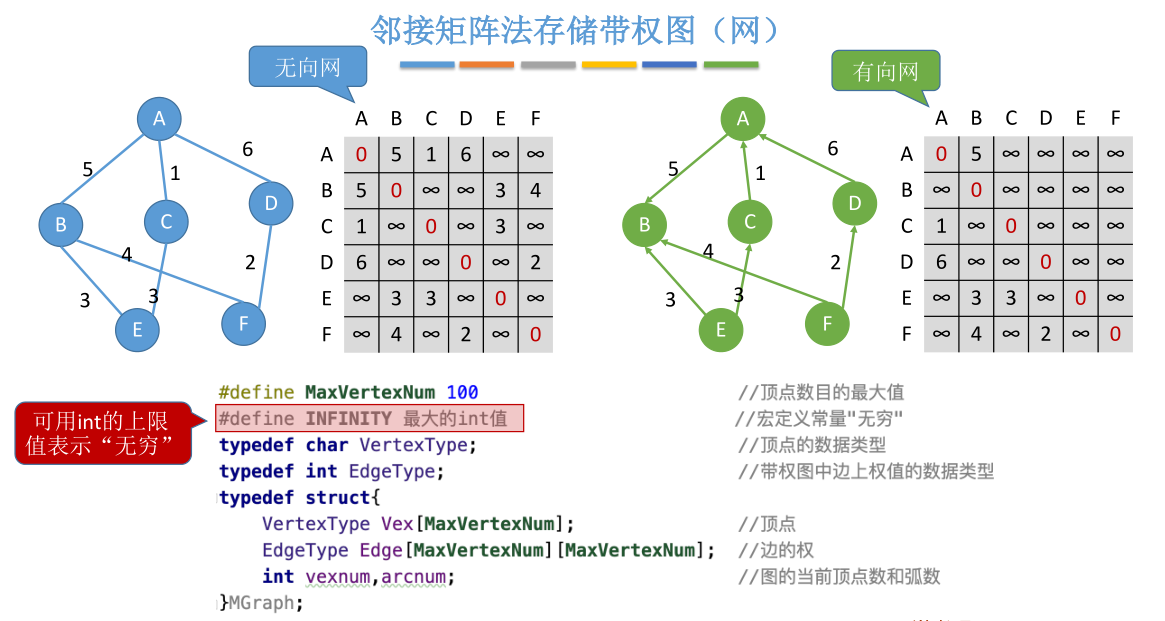 邻接矩阵法存储带权图（网）
无向网
有向网
A
5
1
6
B
C
D
4
3
3
2
E
F
A B C D E F
A 0 5 1 6 ∞ ∞
B 5 0 ∞ ∞ 3 4
C 1 ∞ 0 ∞ 3 ∞
D 6 ∞ ∞ 0 ∞ 2
E ∞ 3 3 ∞ 0 ∞
F ∞ 4 ∞ 2 ∞ 0
A
5
1
6
B
C
D
4
3
3
2
E
F
A B C D E F
A 0 5 ∞ ∞ ∞ ∞
B ∞ 0 ∞ ∞ ∞ ∞
C 1 ∞ 0 ∞ ∞ ∞
D 6 ∞ ∞ 0 ∞ ∞
E ∞ 3 3 ∞ 0 ∞
F ∞ 4 ∞ 2 ∞ 0
可用int的上限
值表示“无穷”
#define MaxVertexNum 100 //顶点数目的最大值
#define INFINITY 最大的int值 //宏定义常量"无穷"
typedef char VertexType; //顶点的数据类型
typedef int EdgeType; //带权图中边上权值的数据类型
typedef struct{
VertexType Vex[MaxVertexNum]; //顶点
EdgeType Edge[MaxVertexNum][MaxVertexNum]; //边的权
int vexnum,arcnum; //图的当前顶点数和弧数
}MGraph;